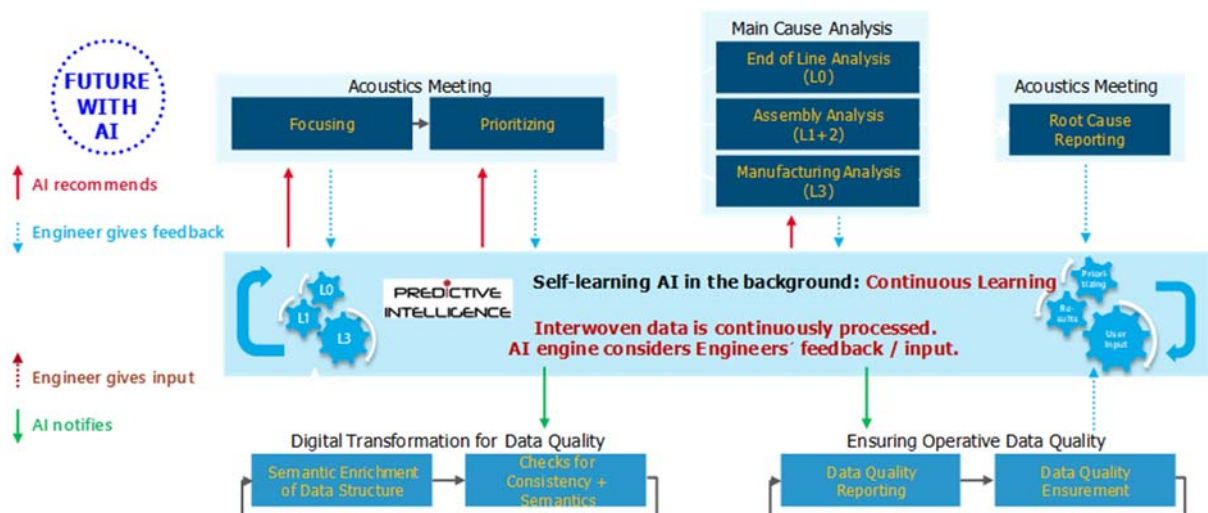 FUTURE
WITH
AI
AI recommends
Engineer gives feedback
Engineer gives input
AI notifies
Acoustics Meeting
Focusing
Prioritizing
Main Cause Analysis
End of Line Analysis
(L0)
Assembly Analysis
(L1+2)
Manufacturing Analysis
(L3)
Acoustics Meeting
Root Cause
Reporting
L0
L1
L3
PREDICTIVE
INTELLIGENCE
Self-learning AI in the background: Continuous Learning
Interwoven data is continuously processed.
AI engine considers Engineers´ feedback / input.
Priori-
tizing
Re-
sults
User
Input
Digital Transformation for Data Quality
Semantic Enrichment
of Data Structure
Checks for
Consistency +
Semantics
Ensuring Operative Data Quality
Data Quality
Reporting
Data Quality
Ensurement